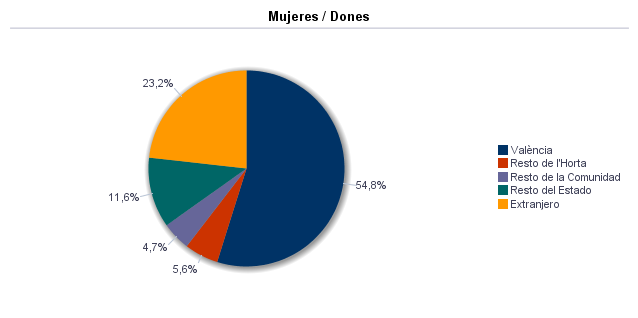 Mujeres / Dones
23,2%
54,8%
11,6%
4,7%
5,6%
València
Resto de l'Horta
Resto de la Comunidad
Resto del Estado
Extranjero